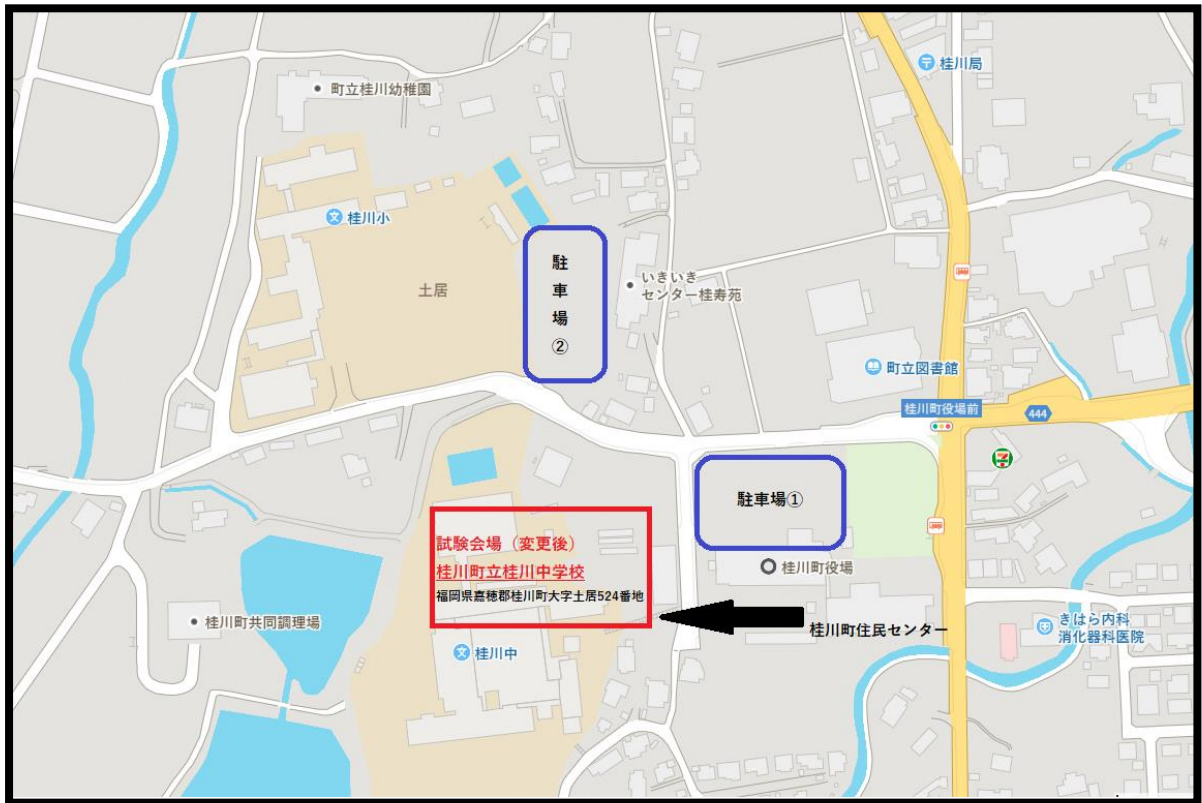 桂川局
町立桂川幼稚園
桂川小
駐
車
場
②
土居
いきいき
センター桂寿苑
町立図書館
桂川町役場前
444
駐車場①
試験会場（変更後）
桂川町立桂川中学校
福岡県嘉穂郡桂川町大字土居524番地
桂川町役場
桂川町住民センター
桂川町共同調理場
桂川中
きはら内科
消化器科医院